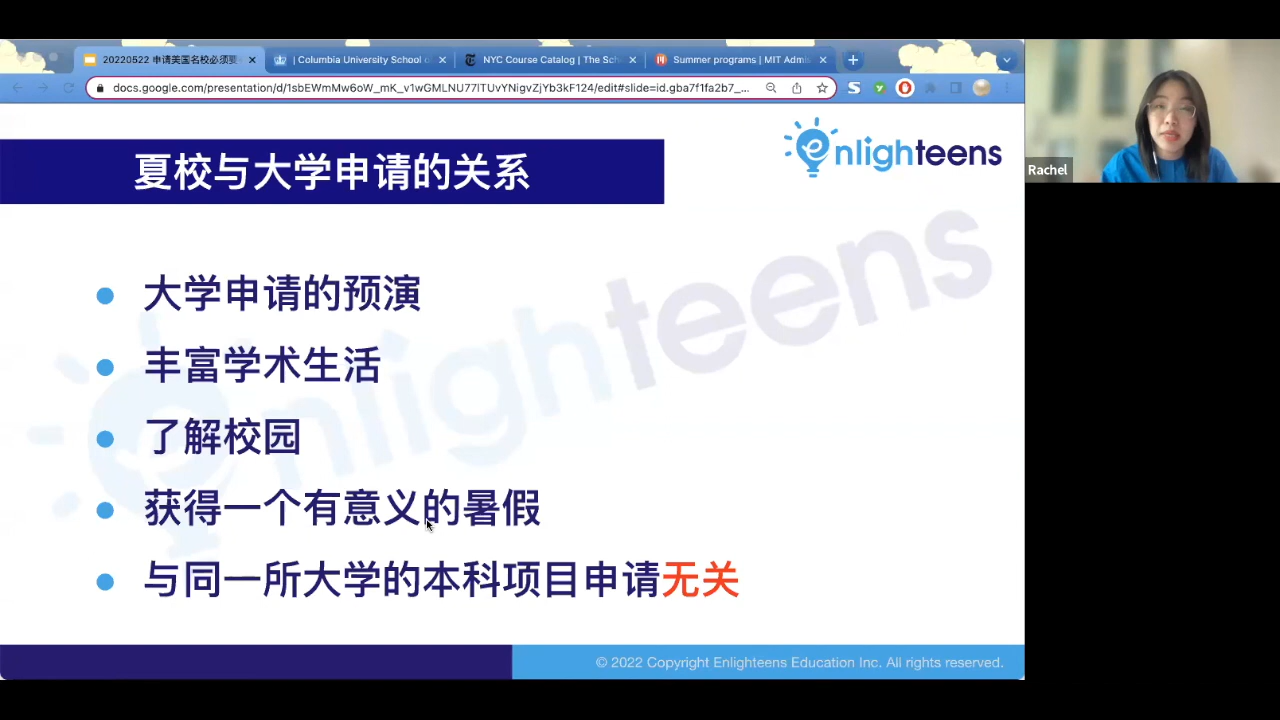 20220522 申请美国名校必须要
| Columbia University School o
NYC Course Catalog | The Sch
Summer programs | MIT Admis
docs.google.com/presentation/d/1sbEWmMw6oW_mK_v1wGMLNU77lTUvYNigvZjYb3kF124/edit#slide=id.gba7f1fa2b7_...
夏校与大学申请的关系
enlighteens
Rachel
大学申请的预演
丰富学术生活
了解校园
获得一个有意义的暑假
与同一所大学的本科项目申请无关
enlighteens
© 2022 Copyright Enlighteens Education Inc. All rights reserved.